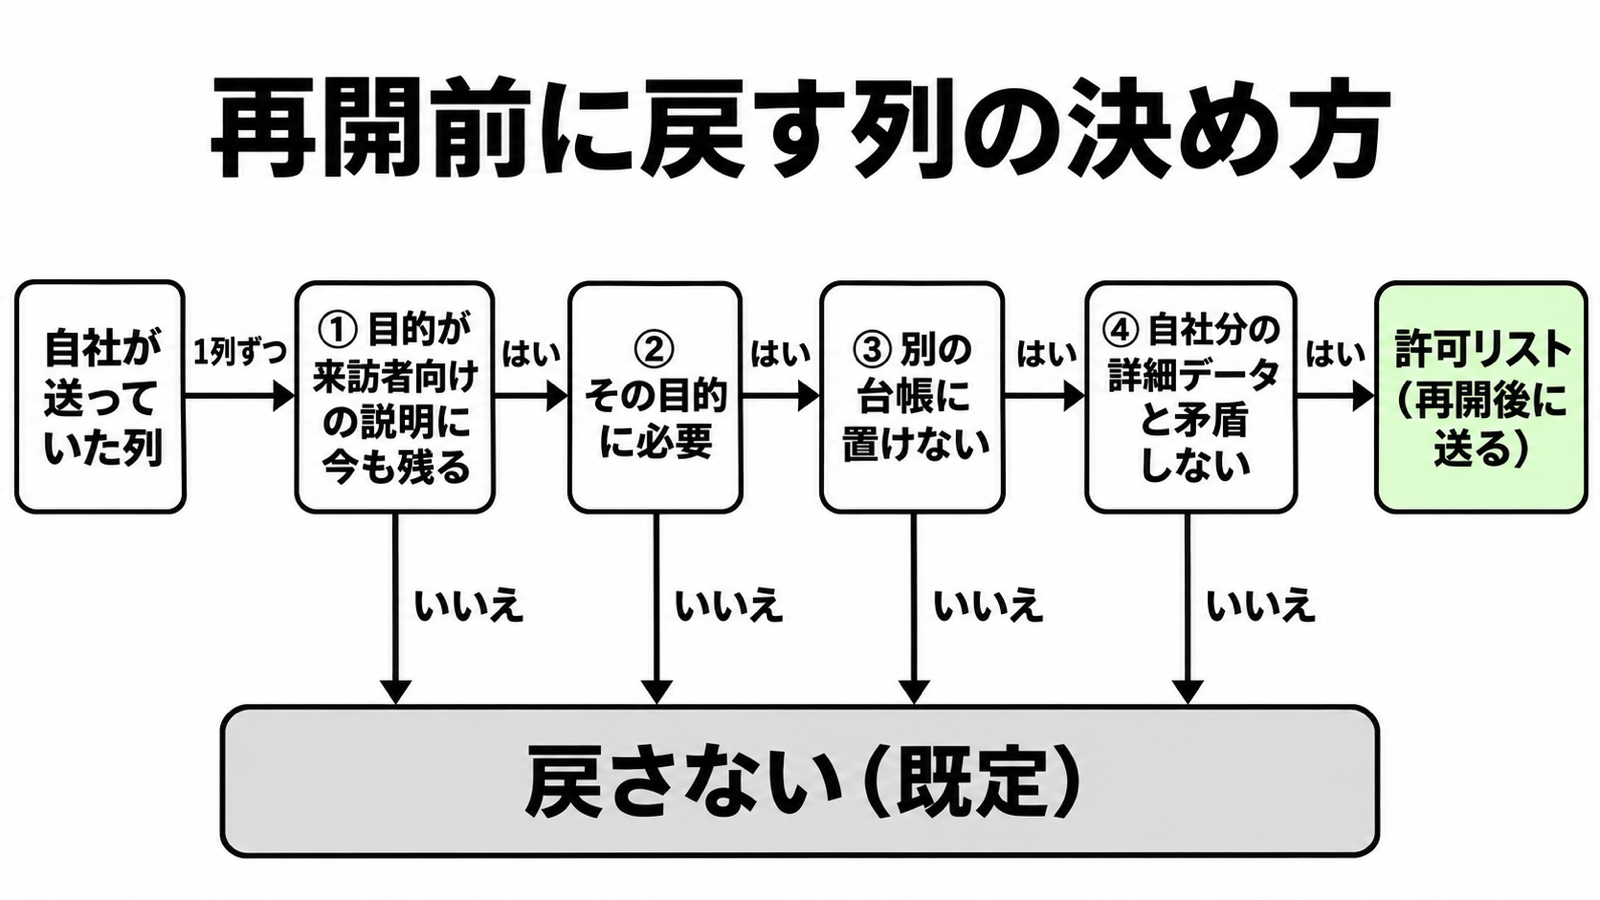 再開前に戻す列の決め方
自社が
送って
いた列
1列ずつ
① 目的が
来訪者向け
の説明に
今も残る
はい
②
その目的
に必要
はい
③ 別の
台帳に
置けない
はい
④ 自社分の
詳細データ
と矛盾
しない
はい
許可リスト
（再開後に
送る）
いいえ
いいえ
いいえ
いいえ
戻さない（既定）